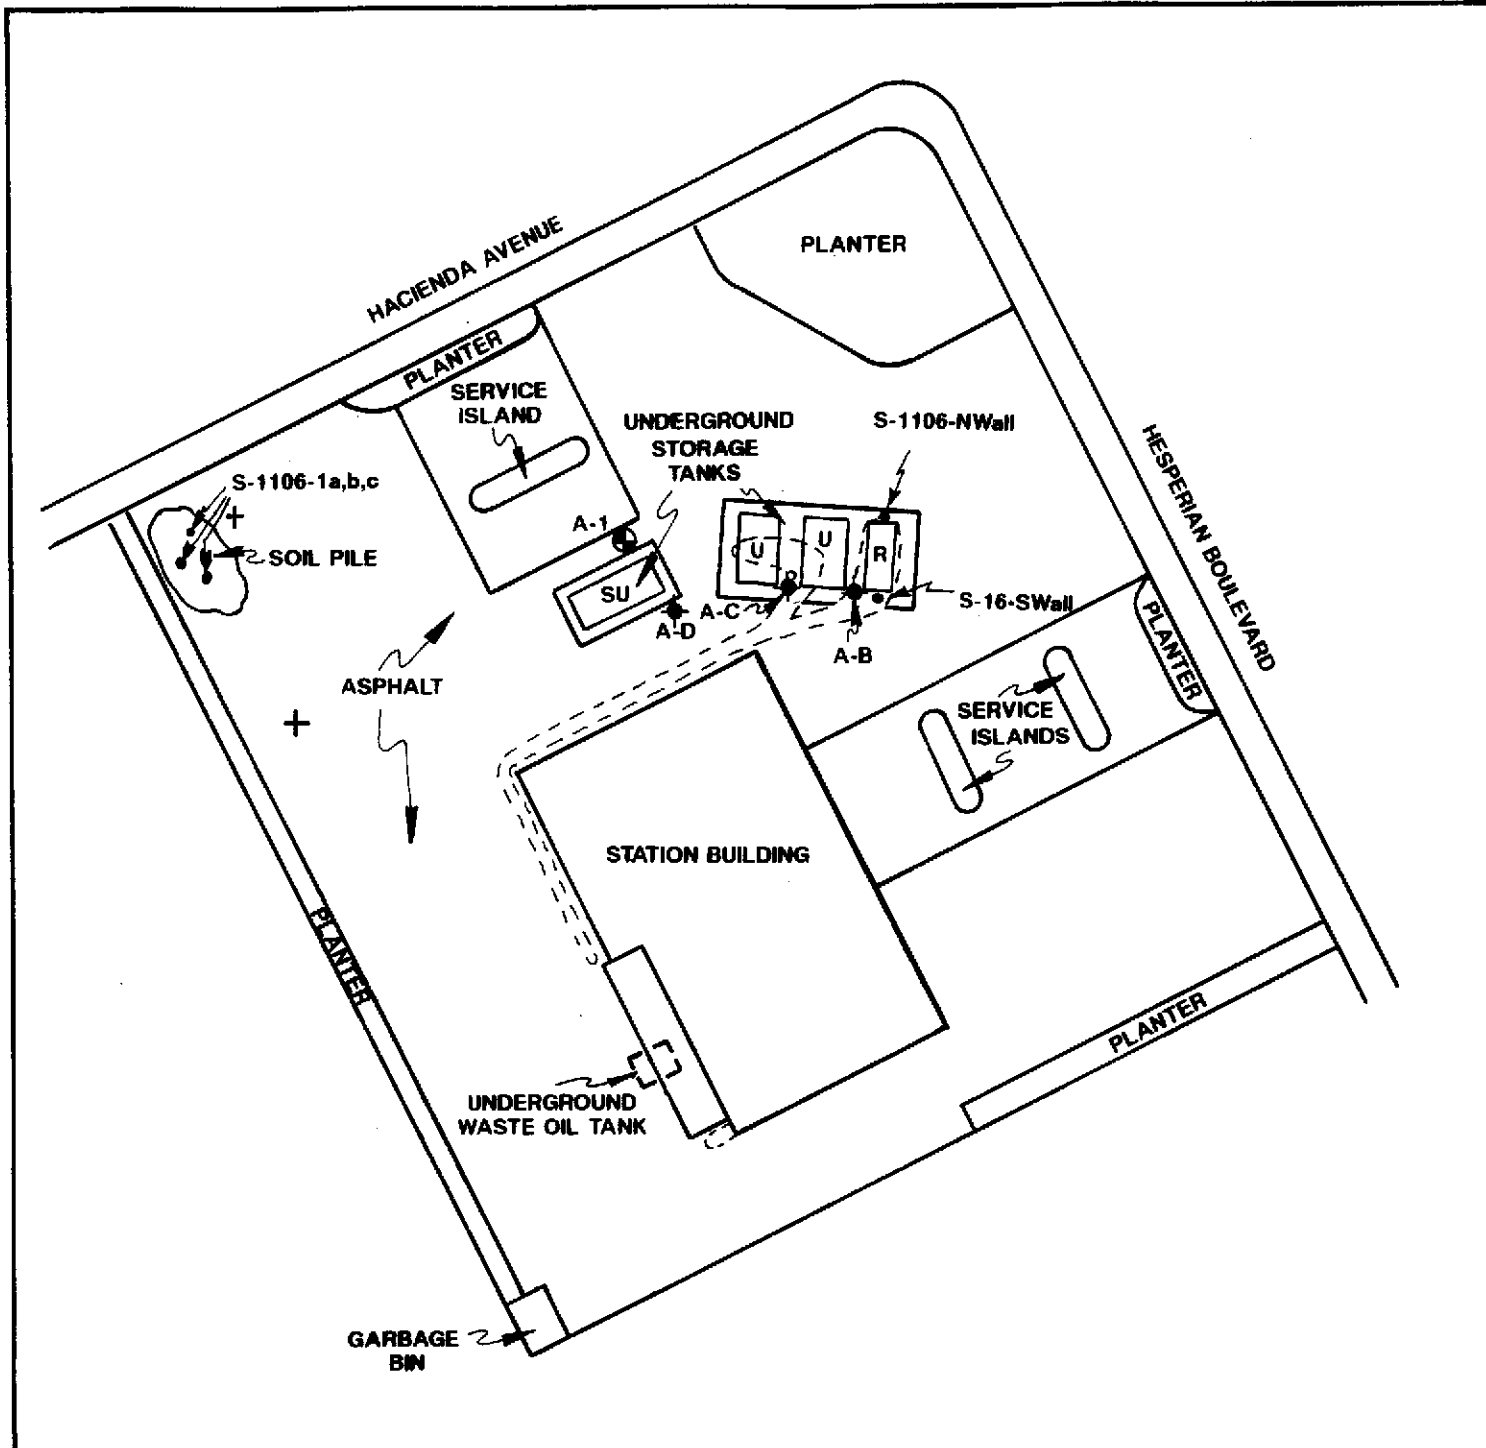 HACIENDA AVENUE
PLANTER
PLANTER
SERVICE
ISLAND
UNDERGROUND
STORAGE
TANKS
S-1106-NWall
HESPERIAN BOULEVARD
S-1106-1a,b,c
SOIL PILE
A-1
U
U
R
SU
A-C
A-D
S-16-SWall
A-B
PLANTER
ASPHALT
SERVICE
ISLANDS
STATION BUILDING
PLANTER
PLANTER
UNDERGROUND
WASTE OIL TANK
GARBAGE
BIN